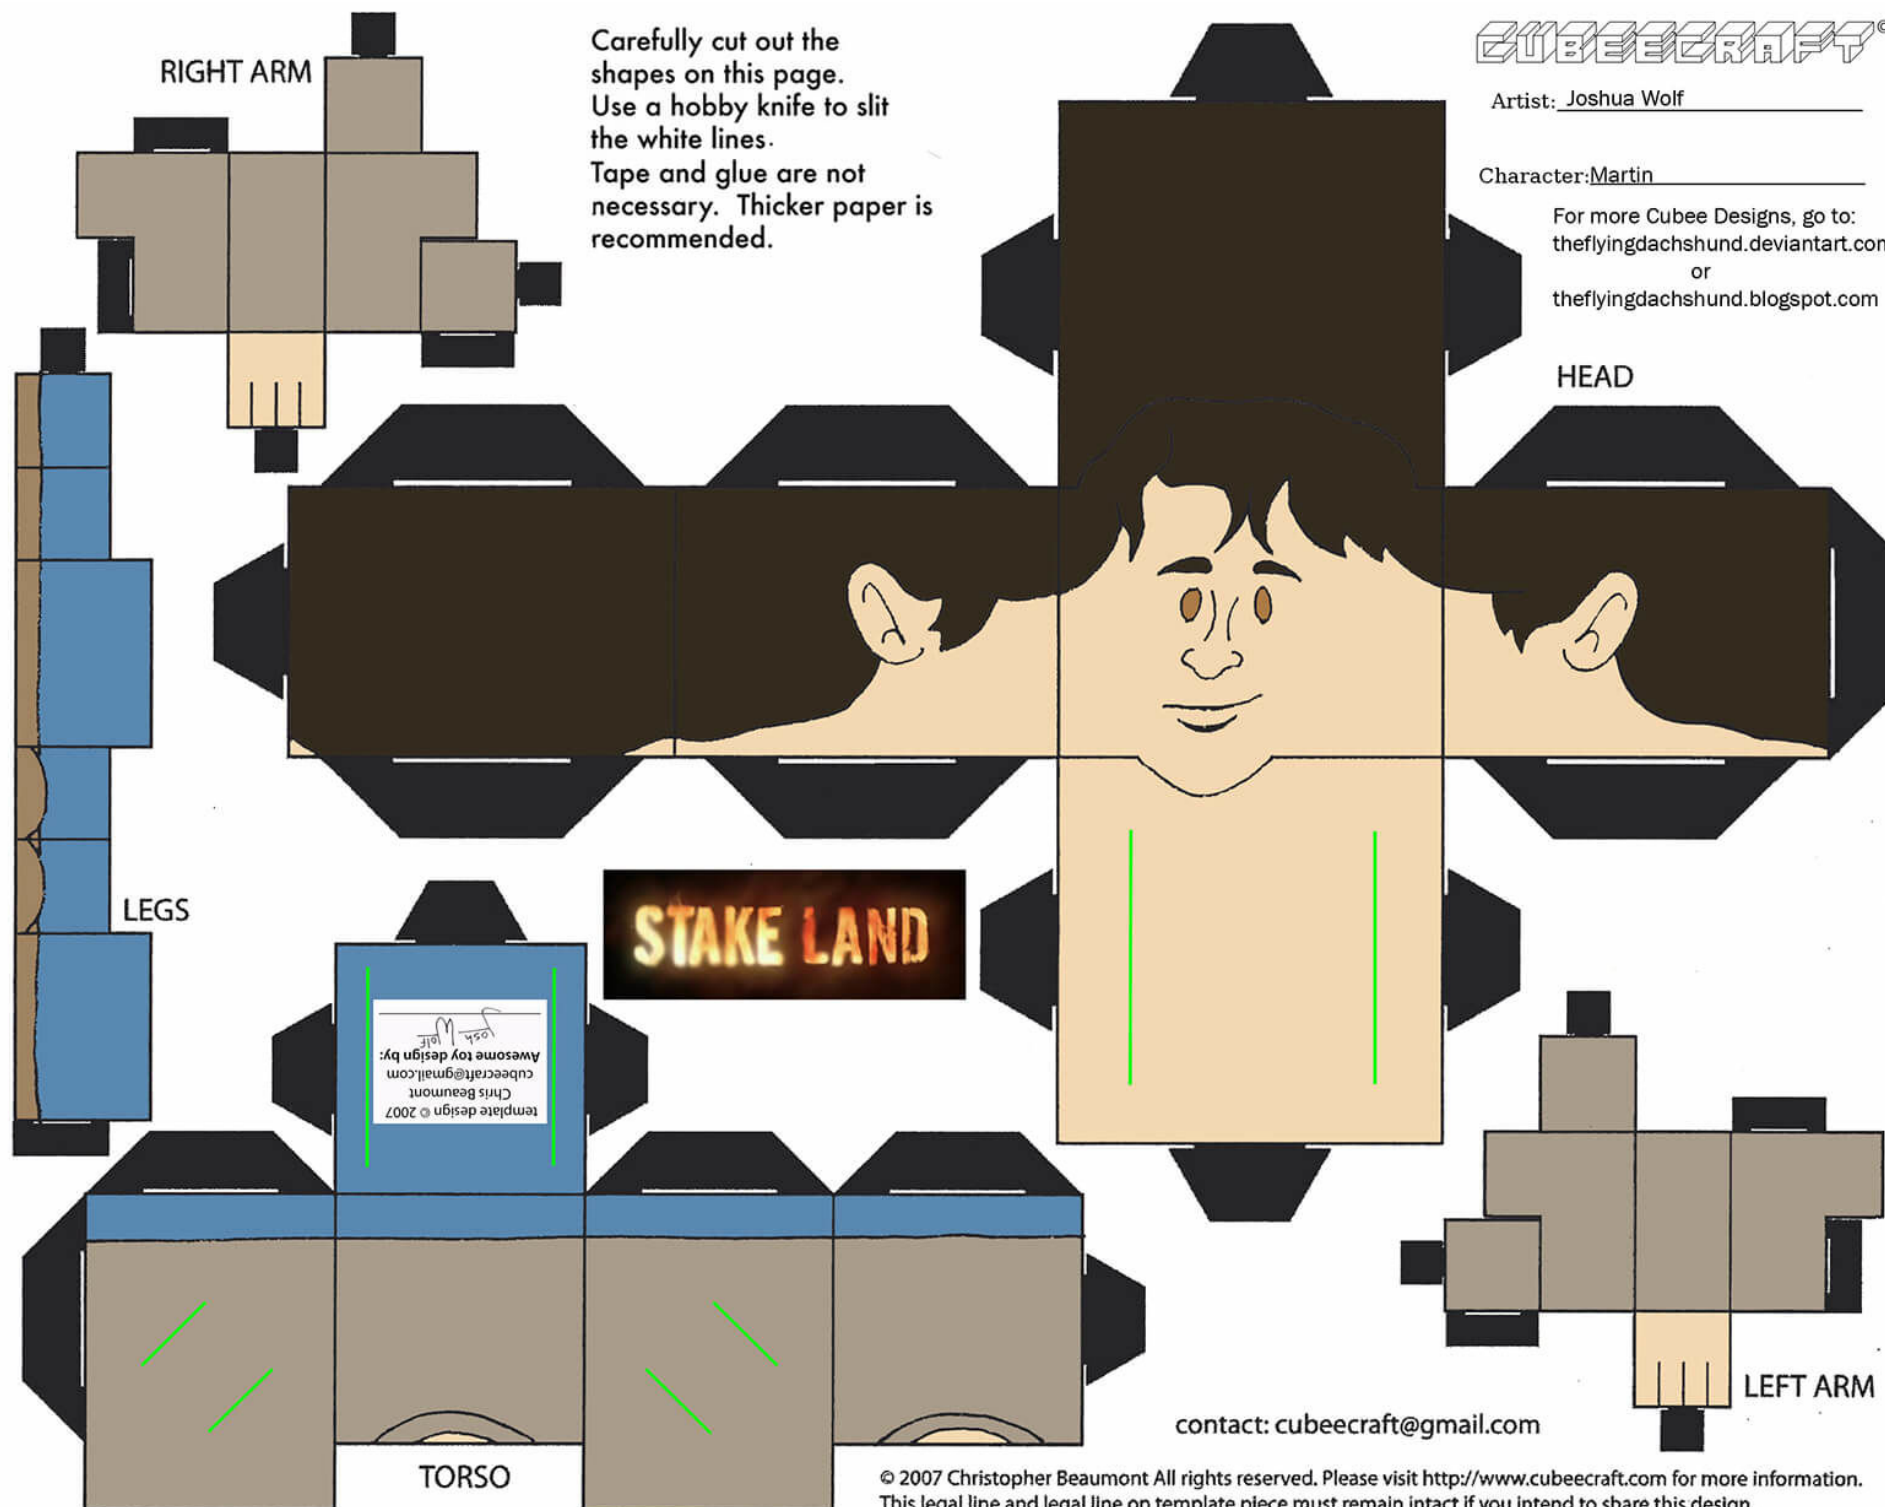 RIGHT ARM
Carefully cut out the
shapes on this page.
Use a hobby knife to slit
the white lines.
Tape and glue are not
necessary. Thicker paper is
recommended.
CUBEECRAFT©
Artist: Joshua Wolf
Character: Martin
For more Cubee Designs, go to:
theflyingdachshund.deviantart.com
or
theflyingdachshund.blogspot.com
HEAD
LEGS
STAKE LAND
template design © 2007
Chris Beaumont
cubeecraft@gmail.com
Awesome toy design by:
Josh Wolf
LEFT ARM
contact: cubeecraft@gmail.com
TORSO
© 2007 Christopher Beaumont All rights reserved. Please visit http://www.cubeecraft.com for more information.
This legal line and legal line on template piece must remain intact if you intend to share this design